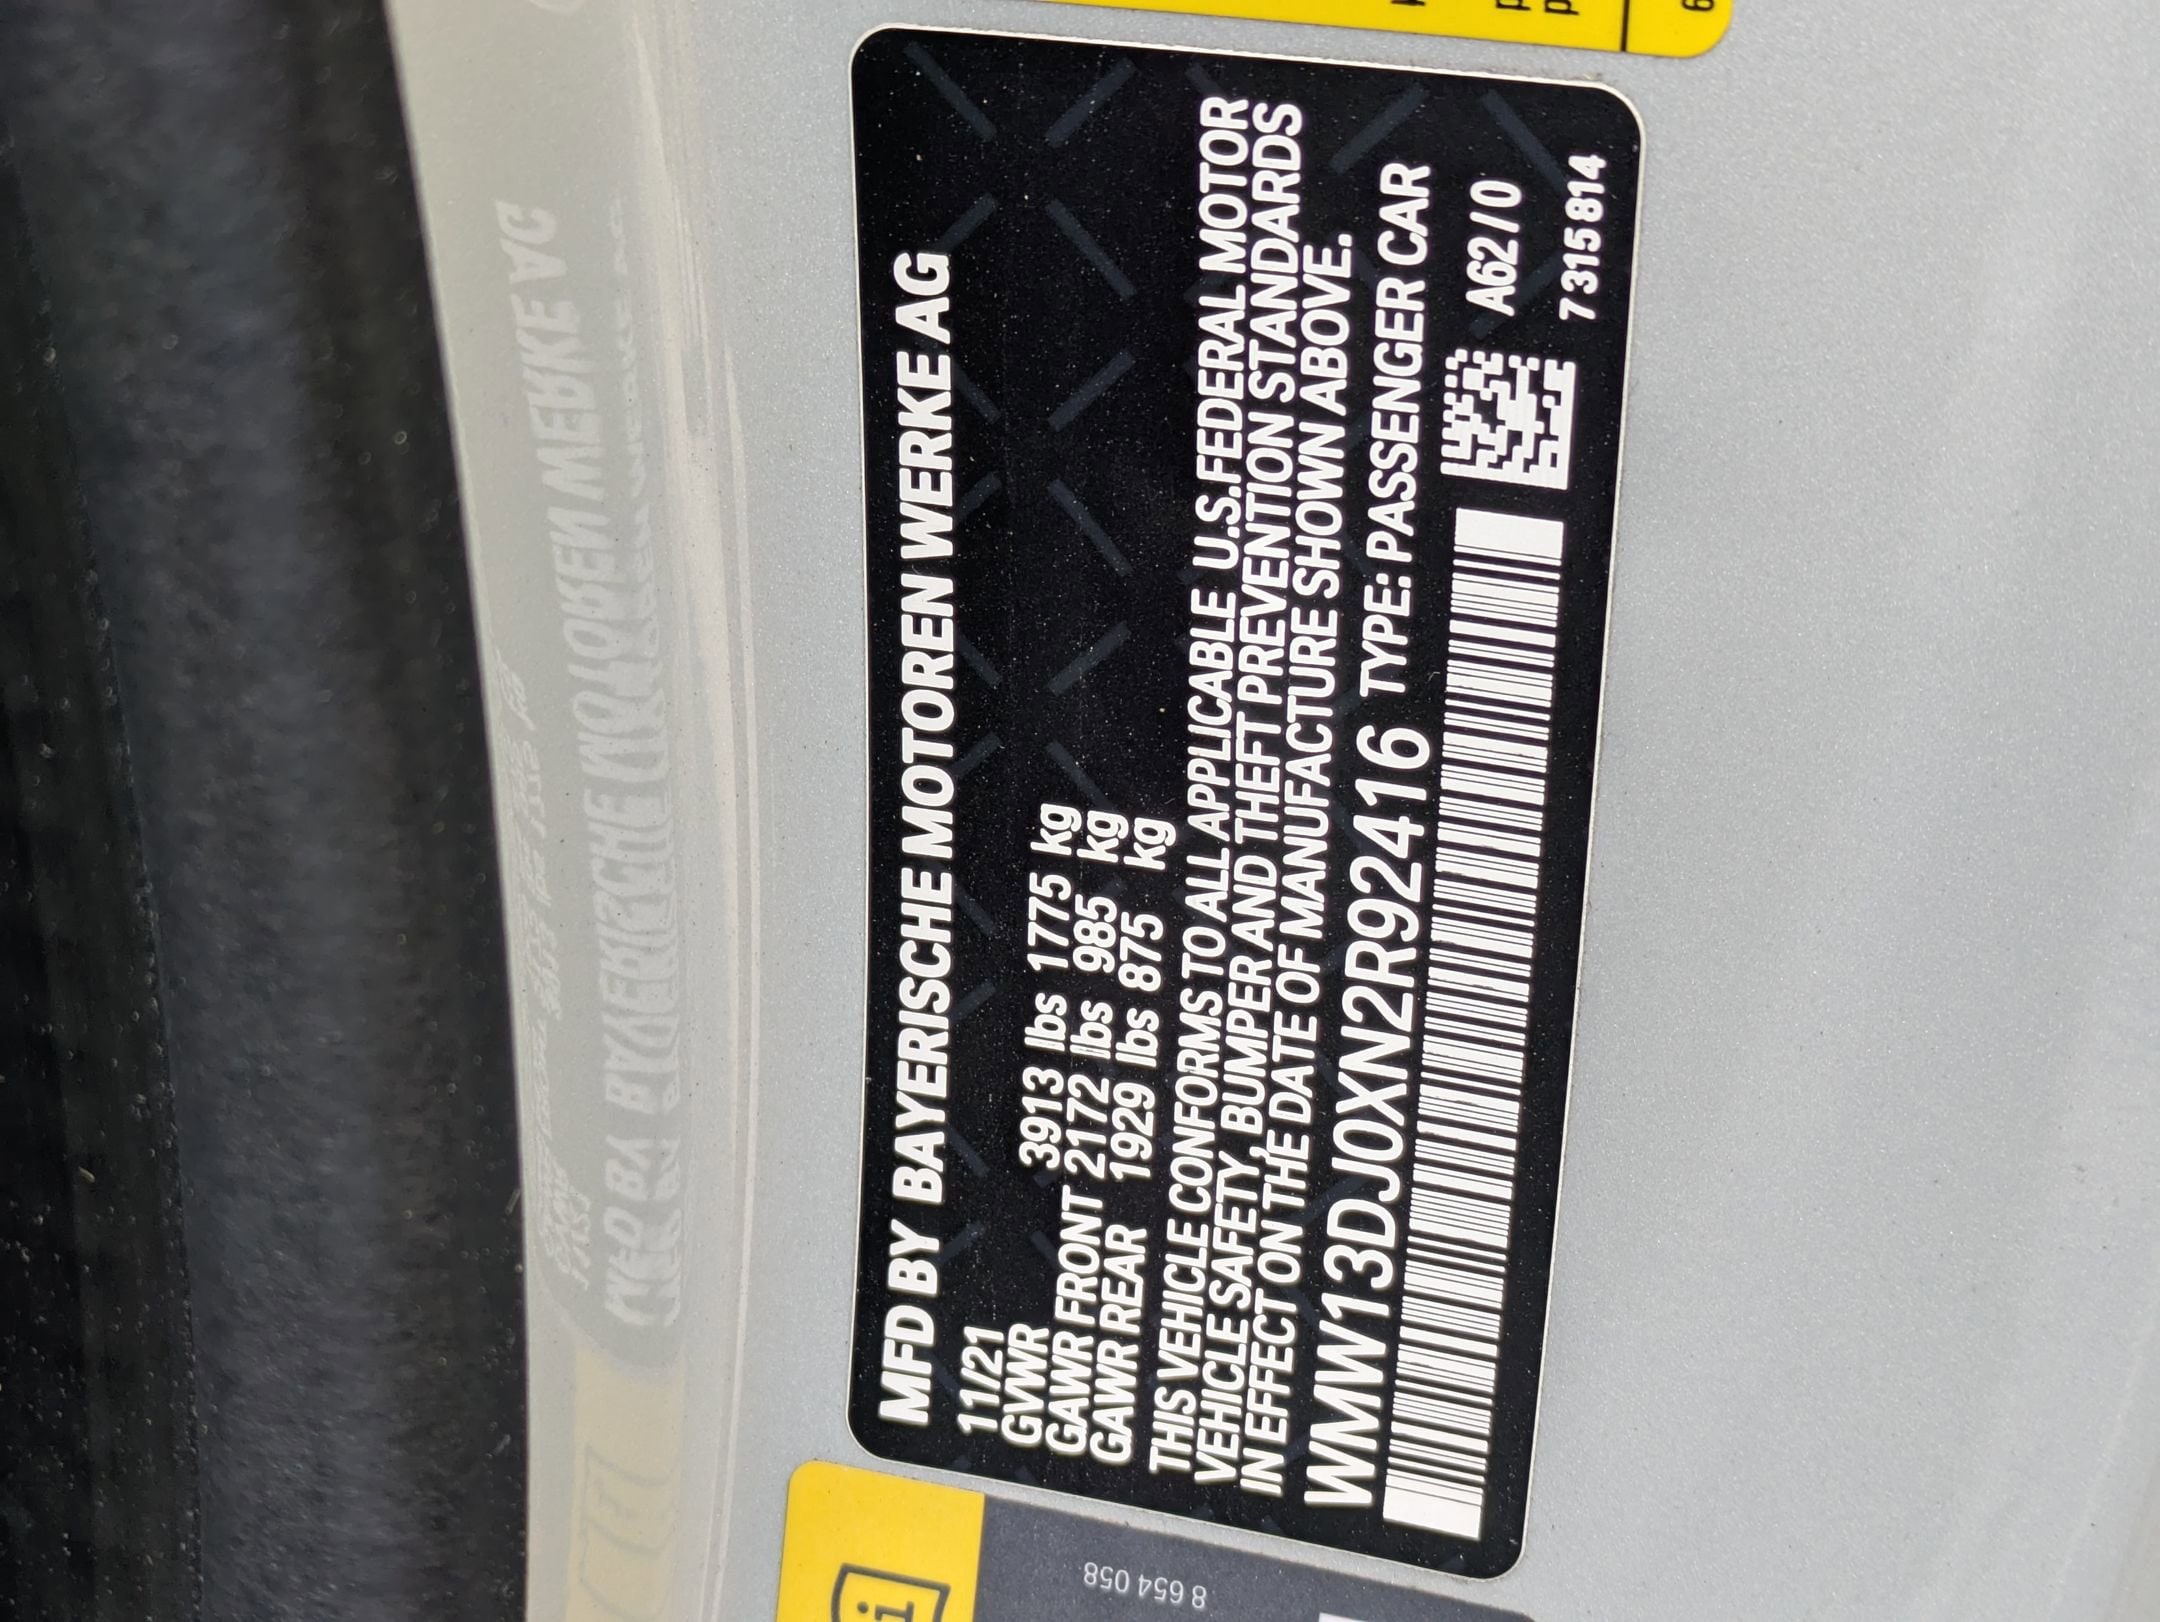 MFD BY BAYERISCHE MOTOREN WERKE AG
11/21
GVWR 3913 lbs 1775 kg
GAWR FRONT 2172 lbs 985 kg
GAWR REAR 1929 lbs 875 kg
THIS VEHICLE CONFORMS TO ALL APPLICABLE U.S.FEDERAL MOTOR
VEHICLE SAFETY, BUMPER AND THEFT PREVENTION STANDARDS
IN EFFECT ON THE DATE OF MANUFACTURE SHOWN ABOVE.
WMW13DJ0XN2R92416 TYPE: PASSENGER CAR
A62/0
7315814
8 654 058